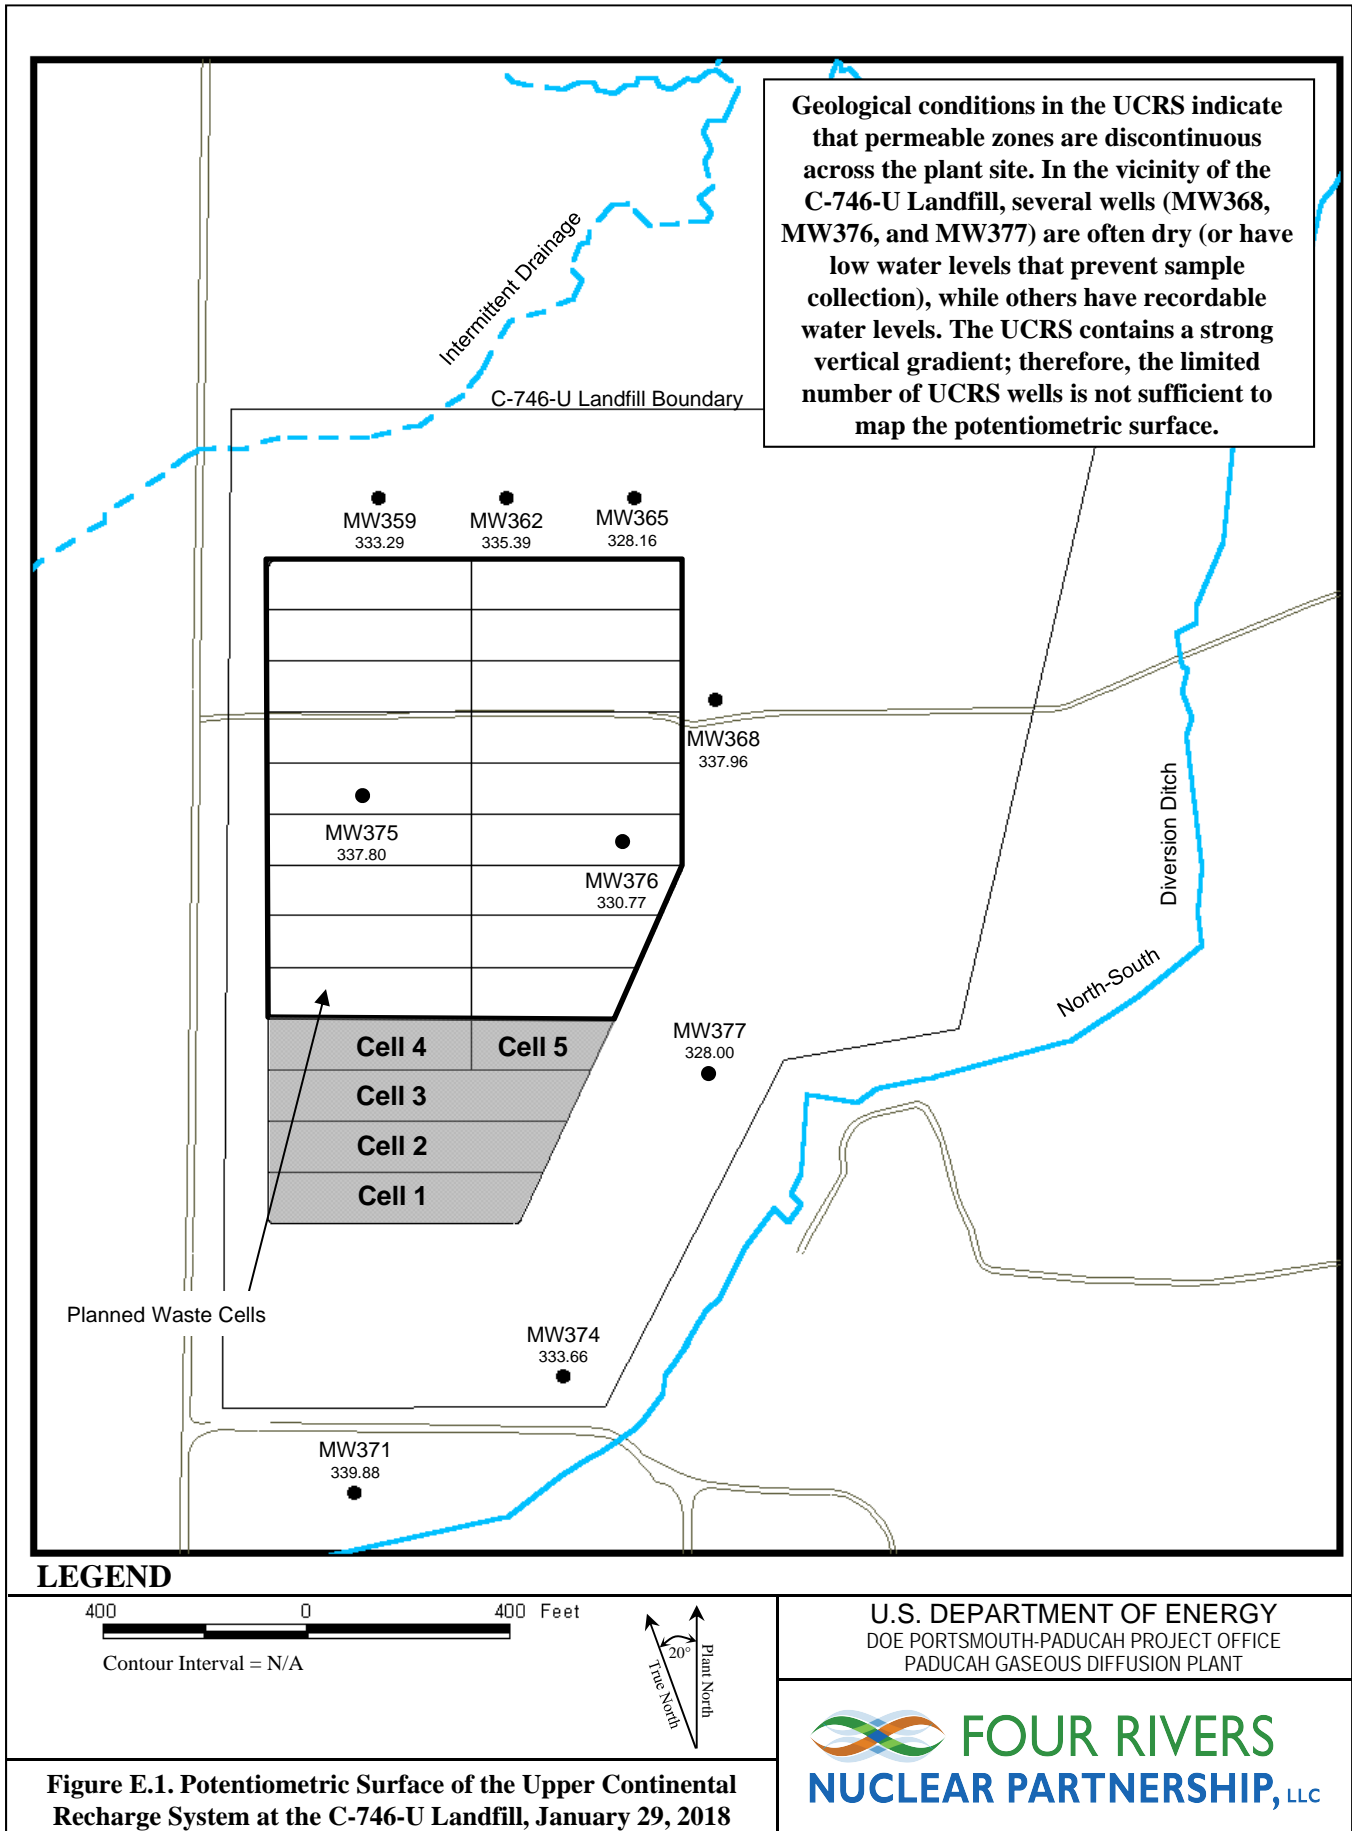 Geological conditions in the UCRS indicate
that permeable zones are discontinuous
across the plant site. In the vicinity of the
C-746-U Landfill, several wells (MW368,
MW376, and MW377) are often dry (or have
low water levels that prevent sample
collection), while others have recordable
water levels. The UCRS contains a strong
vertical gradient; therefore, the limited
number of UCRS wells is not sufficient to
map the potentiometric surface.
Intermittent Drainage
C-746-U Landfill Boundary
MW359
333.29
MW362
335.39
MW365
328.16
MW368
337.96
MW375
337.80
MW376
330.77
Diversion Ditch
North-South
MW377
328.00
Cell 4
Cell 5
Cell 3
Cell 2
Cell 1
Planned Waste Cells
MW374
333.66
MW371
339.88
LEGEND
400 0 400 Feet
Contour Interval = N/A
20°
True North
Plant North
U.S. DEPARTMENT OF ENERGY
DOE PORTSMOUTH-PADUCAH PROJECT OFFICE
PADUCAH GASEOUS DIFFUSION PLANT
FOUR RIVERS
NUCLEAR PARTNERSHIP, LLC
Figure E.1. Potentiometric Surface of the Upper Continental
Recharge System at the C-746-U Landfill, January 29, 2018